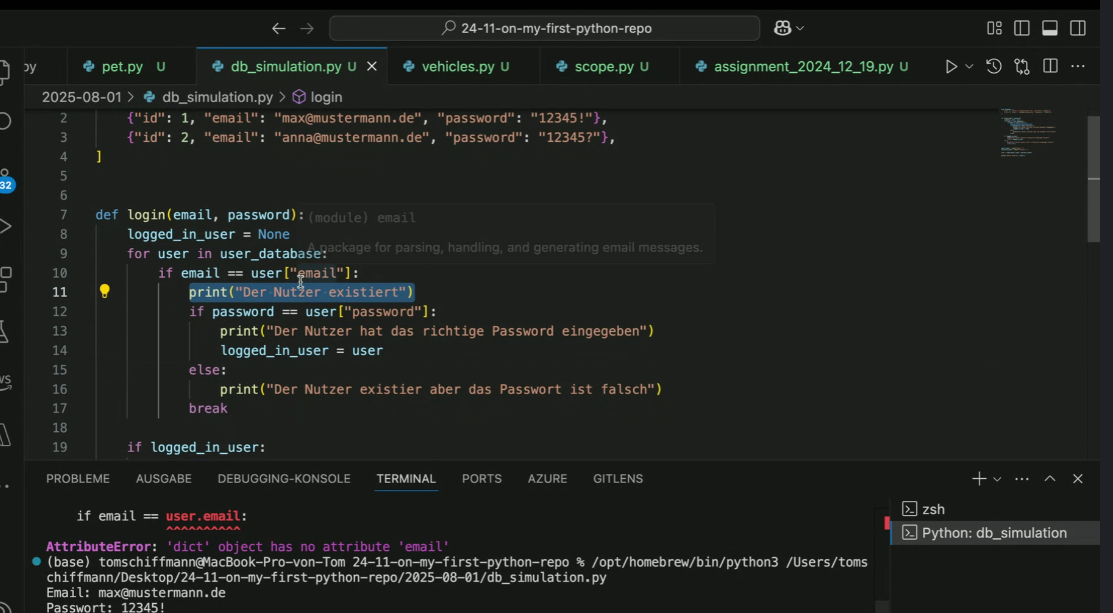 24-11-on-my-first-python-repo
py
pet.py U
db_simulation.py U
vehicles.py U
scope.py U
assignment_2024_12_19.py U
2025-08-01 > db_simulation.py > login
2 {"id": 1, "email": "max@mustermann.de", "password": "12345!"},
3 {"id": 2, "email": "anna@mustermann.de", "password": "12345?"},
4 ]
5
6
7 def login(email, password):
(module) email
8 logged_in_user = None
A package for parsing, handling, and generating email messages.
9 for user in user_database:
10 if email == user["email"]:
11 print("Der Nutzer existiert")
12 if password == user["password"]:
13 print("Der Nutzer hat das richtige Password eingegeben")
14 logged_in_user = user
15 else:
16 print("Der Nutzer existier aber das Passwort ist falsch")
17 break
18
19 if logged_in_user:
32
PROBLEME
AUSGABE
DEBUGGING-KONSOLE
TERMINAL
PORTS
AZURE
GITLENS
if email == user.email:
^^^^^^^^^^
AttributeError: 'dict' object has no attribute 'email'
(base) tomschiffmann@MacBook-Pro-von-Tom 24-11-on-my-first-python-repo % /opt/homebrew/bin/python3 /Users/toms
chiffmann/Desktop/24-11-on-my-first-python-repo/2025-08-01/db_simulation.py
Email: max@mustermann.de
Passwort: 12345!
zsh
Python: db_simulation